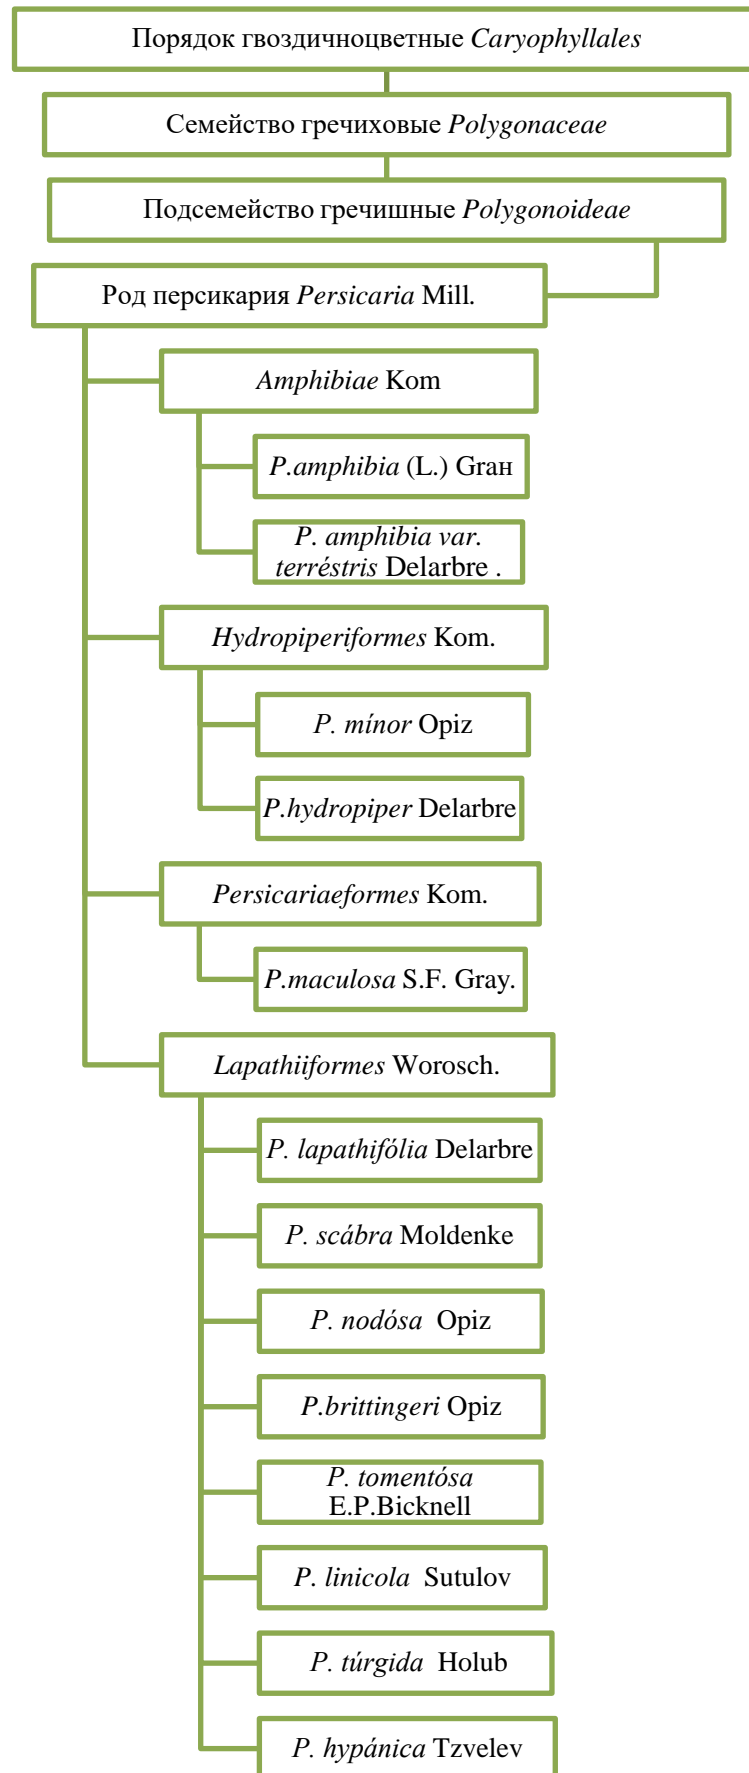 Порядок гвоздичноцветные Caryophyllales
Семейство гречиховые Polygonaceae
Подсемейство гречишные Polygonoideae
Род персикария Persicaria Mill.
Amphibiae Kom
P.amphibia (L.) Graн
P. amphibia var.
terréstris Delarbre .
Hydropiperiformes Kom.
P. mínor Opiz
P.hydropiper Delarbre
Persicariaeformes Kom.
P.maculosa S.F. Gray.
Lapathiiformes Worosch.
P. lapathifólia Delarbre
P. scábra Moldenke
P. nodósa Opiz
P.brittingeri Opiz
P. tomentósa
E.P.Bicknell
P. linicola Sutulov
P. túrgida Holub
P. hypánica Tzvelev